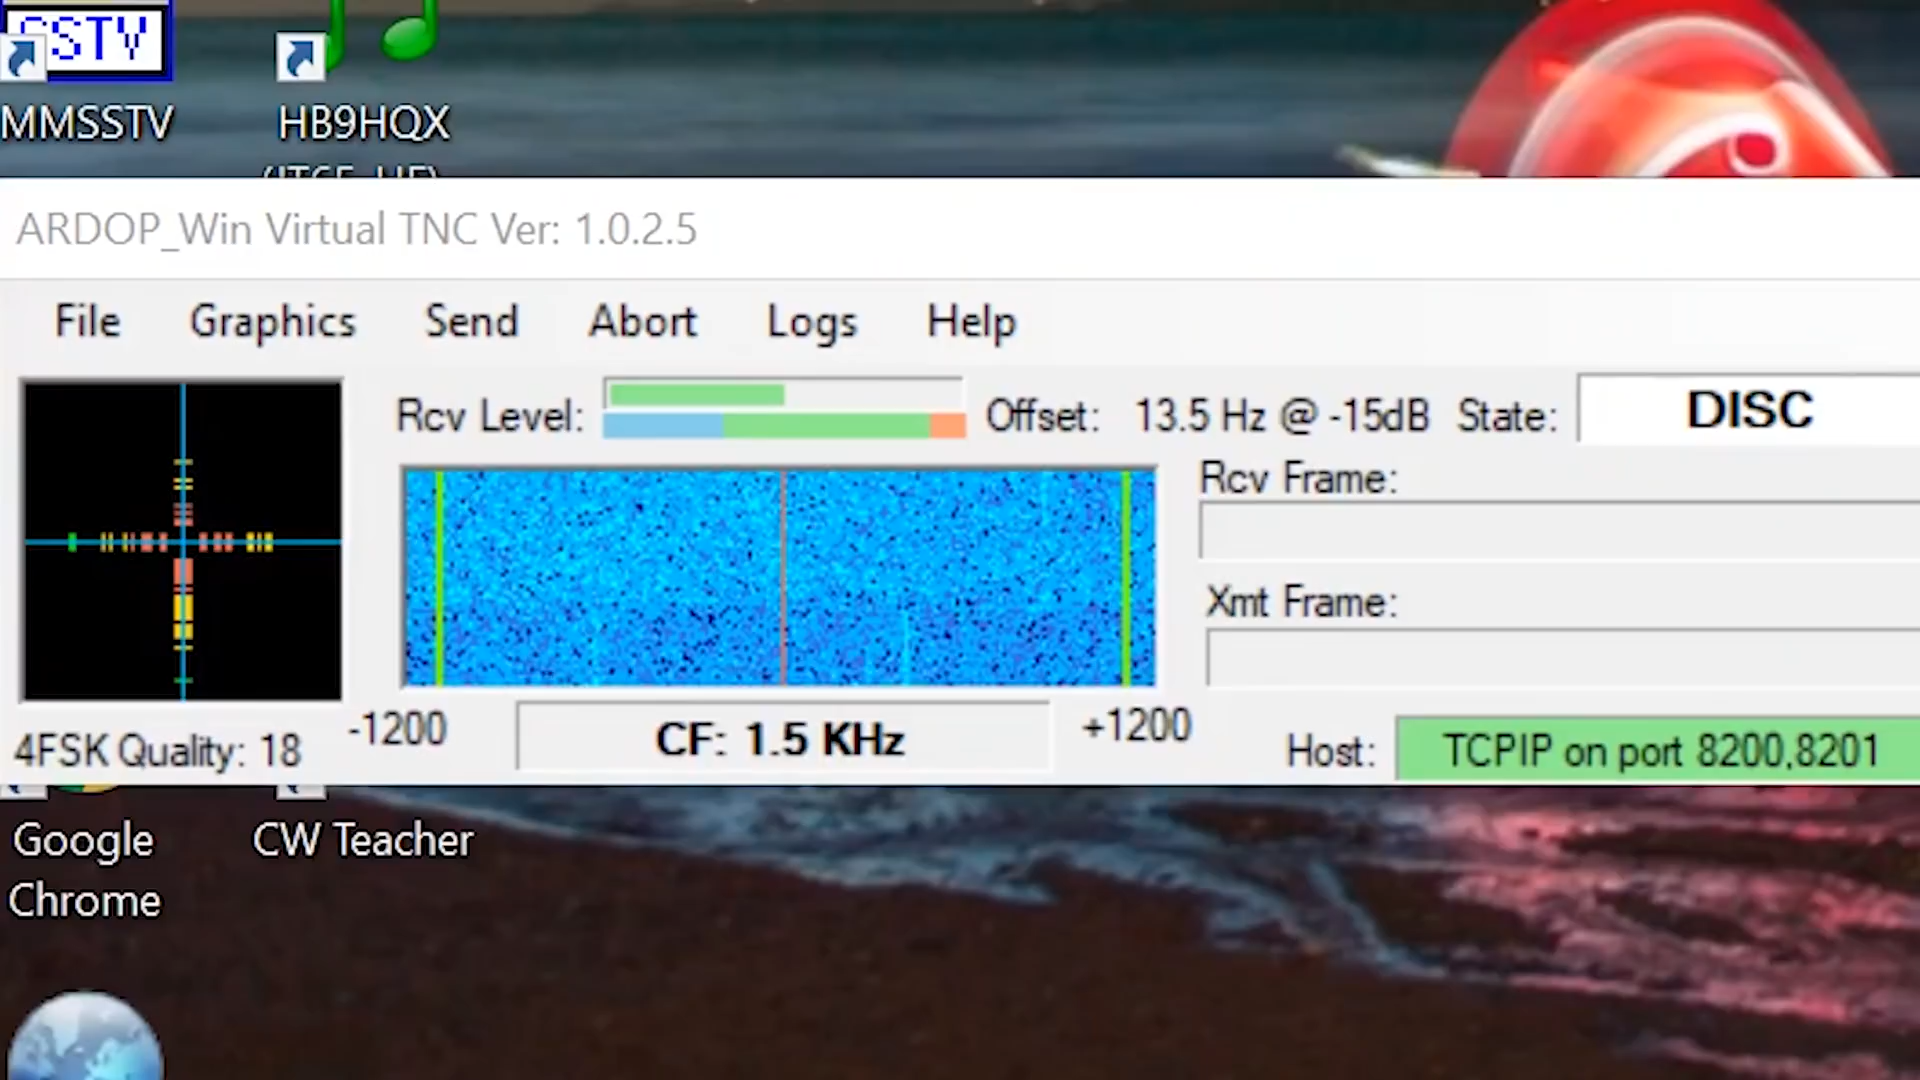 SSTV
MMSSTV
HB9HQX
ARDOP_Win Virtual TNC Ver: 1.0.2.5
File Graphics Send Abort Logs Help
Rcv Level: Offset: 13.5 Hz @ -15dB State: DISC
Rcv Frame:
Xmt Frame:
4FSK Quality: 18 -1200 CF: 1.5 KHz +1200 Host: TCPIP on port 8200,8201
Google
Chrome
CW Teacher